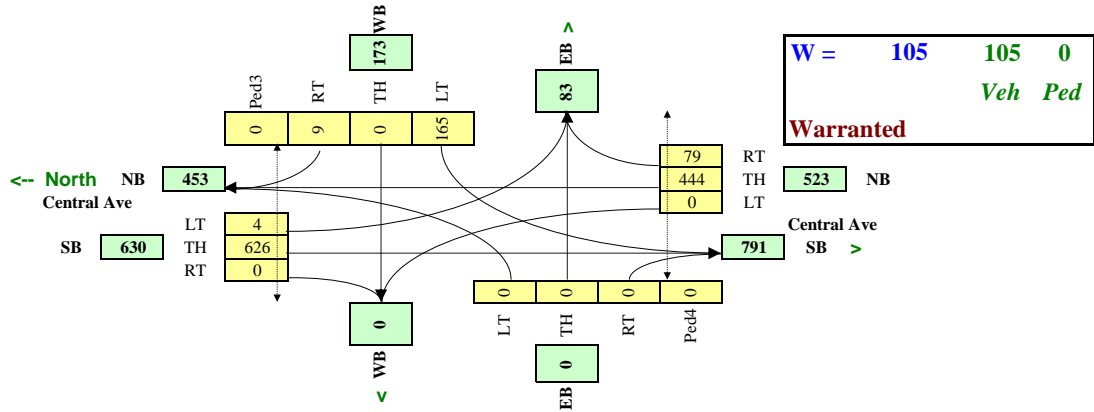 WB
173
EB
83
W = 105 105 0
Veh Ped
Warranted
Ped3 RT TH LT
0 9 0 165
79 RT
444 TH 523 NB
0 LT
<-- North NB 453
Central Ave
Central Ave
LT 4
SB 630 TH 626
RT 0
791 SB >
0 0 0 0
LT TH RT Ped4
0
WB
v
0
EB
^